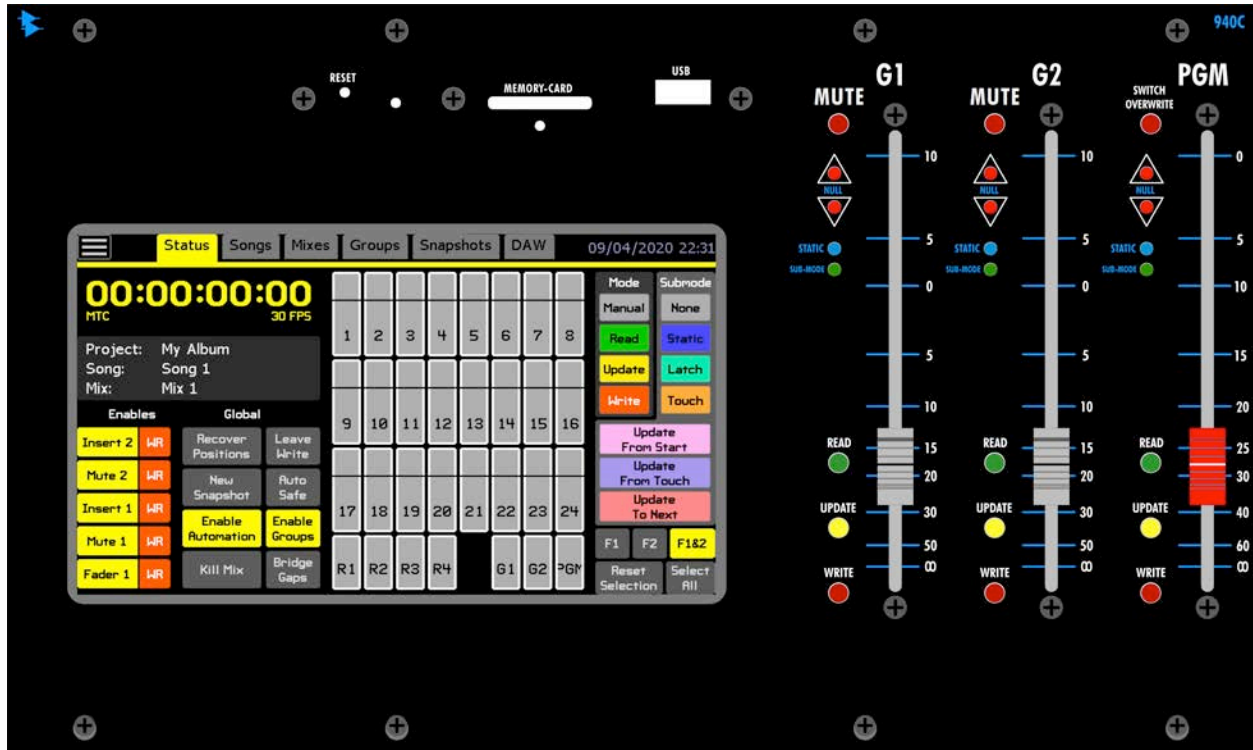 940C
RESET
MEMORY-CARD
USB
Status Songs Mixes Groups Snapshots DAW 09/04/2020 22:31
00:00:00:00
MTC 30 FPS
Project: My Album
Song: Song 1
Mix: Mix 1
Enables Global
Insert 2 WR
Mute 2 WR
Insert 1 WR
Mute 1 WR
Fader 1 WR
Recover Positions
Leave Write
New Snapshot
Auto Safe
Enable Automation
Enable Groups
Kill Mix
Bridge Gaps
1 2 3 4 5 6 7 8
9 10 11 12 13 14 15 16
17 18 19 20 21 22 23 24
R1 R2 R3 R4 G1 G2 PGM
Mode Submode
Manual None
Read Static
Update Latch
Write Touch
Update From Start
Update From Touch
Update To Next
F1 F2 F1&2
Reset Selection
Select All
G1
MUTE
NULL
STATIC
SUB-MODE
READ
UPDATE
WRITE
10
5
0
5
10
15
20
30
50
∞
G2
MUTE
NULL
STATIC
SUB-MODE
READ
UPDATE
WRITE
10
5
0
5
10
15
20
30
50
∞
PGM
SWITCH
OVERWRITE
NULL
STATIC
SUB-MODE
READ
UPDATE
WRITE
0
5
10
15
20
25
30
40
60
∞